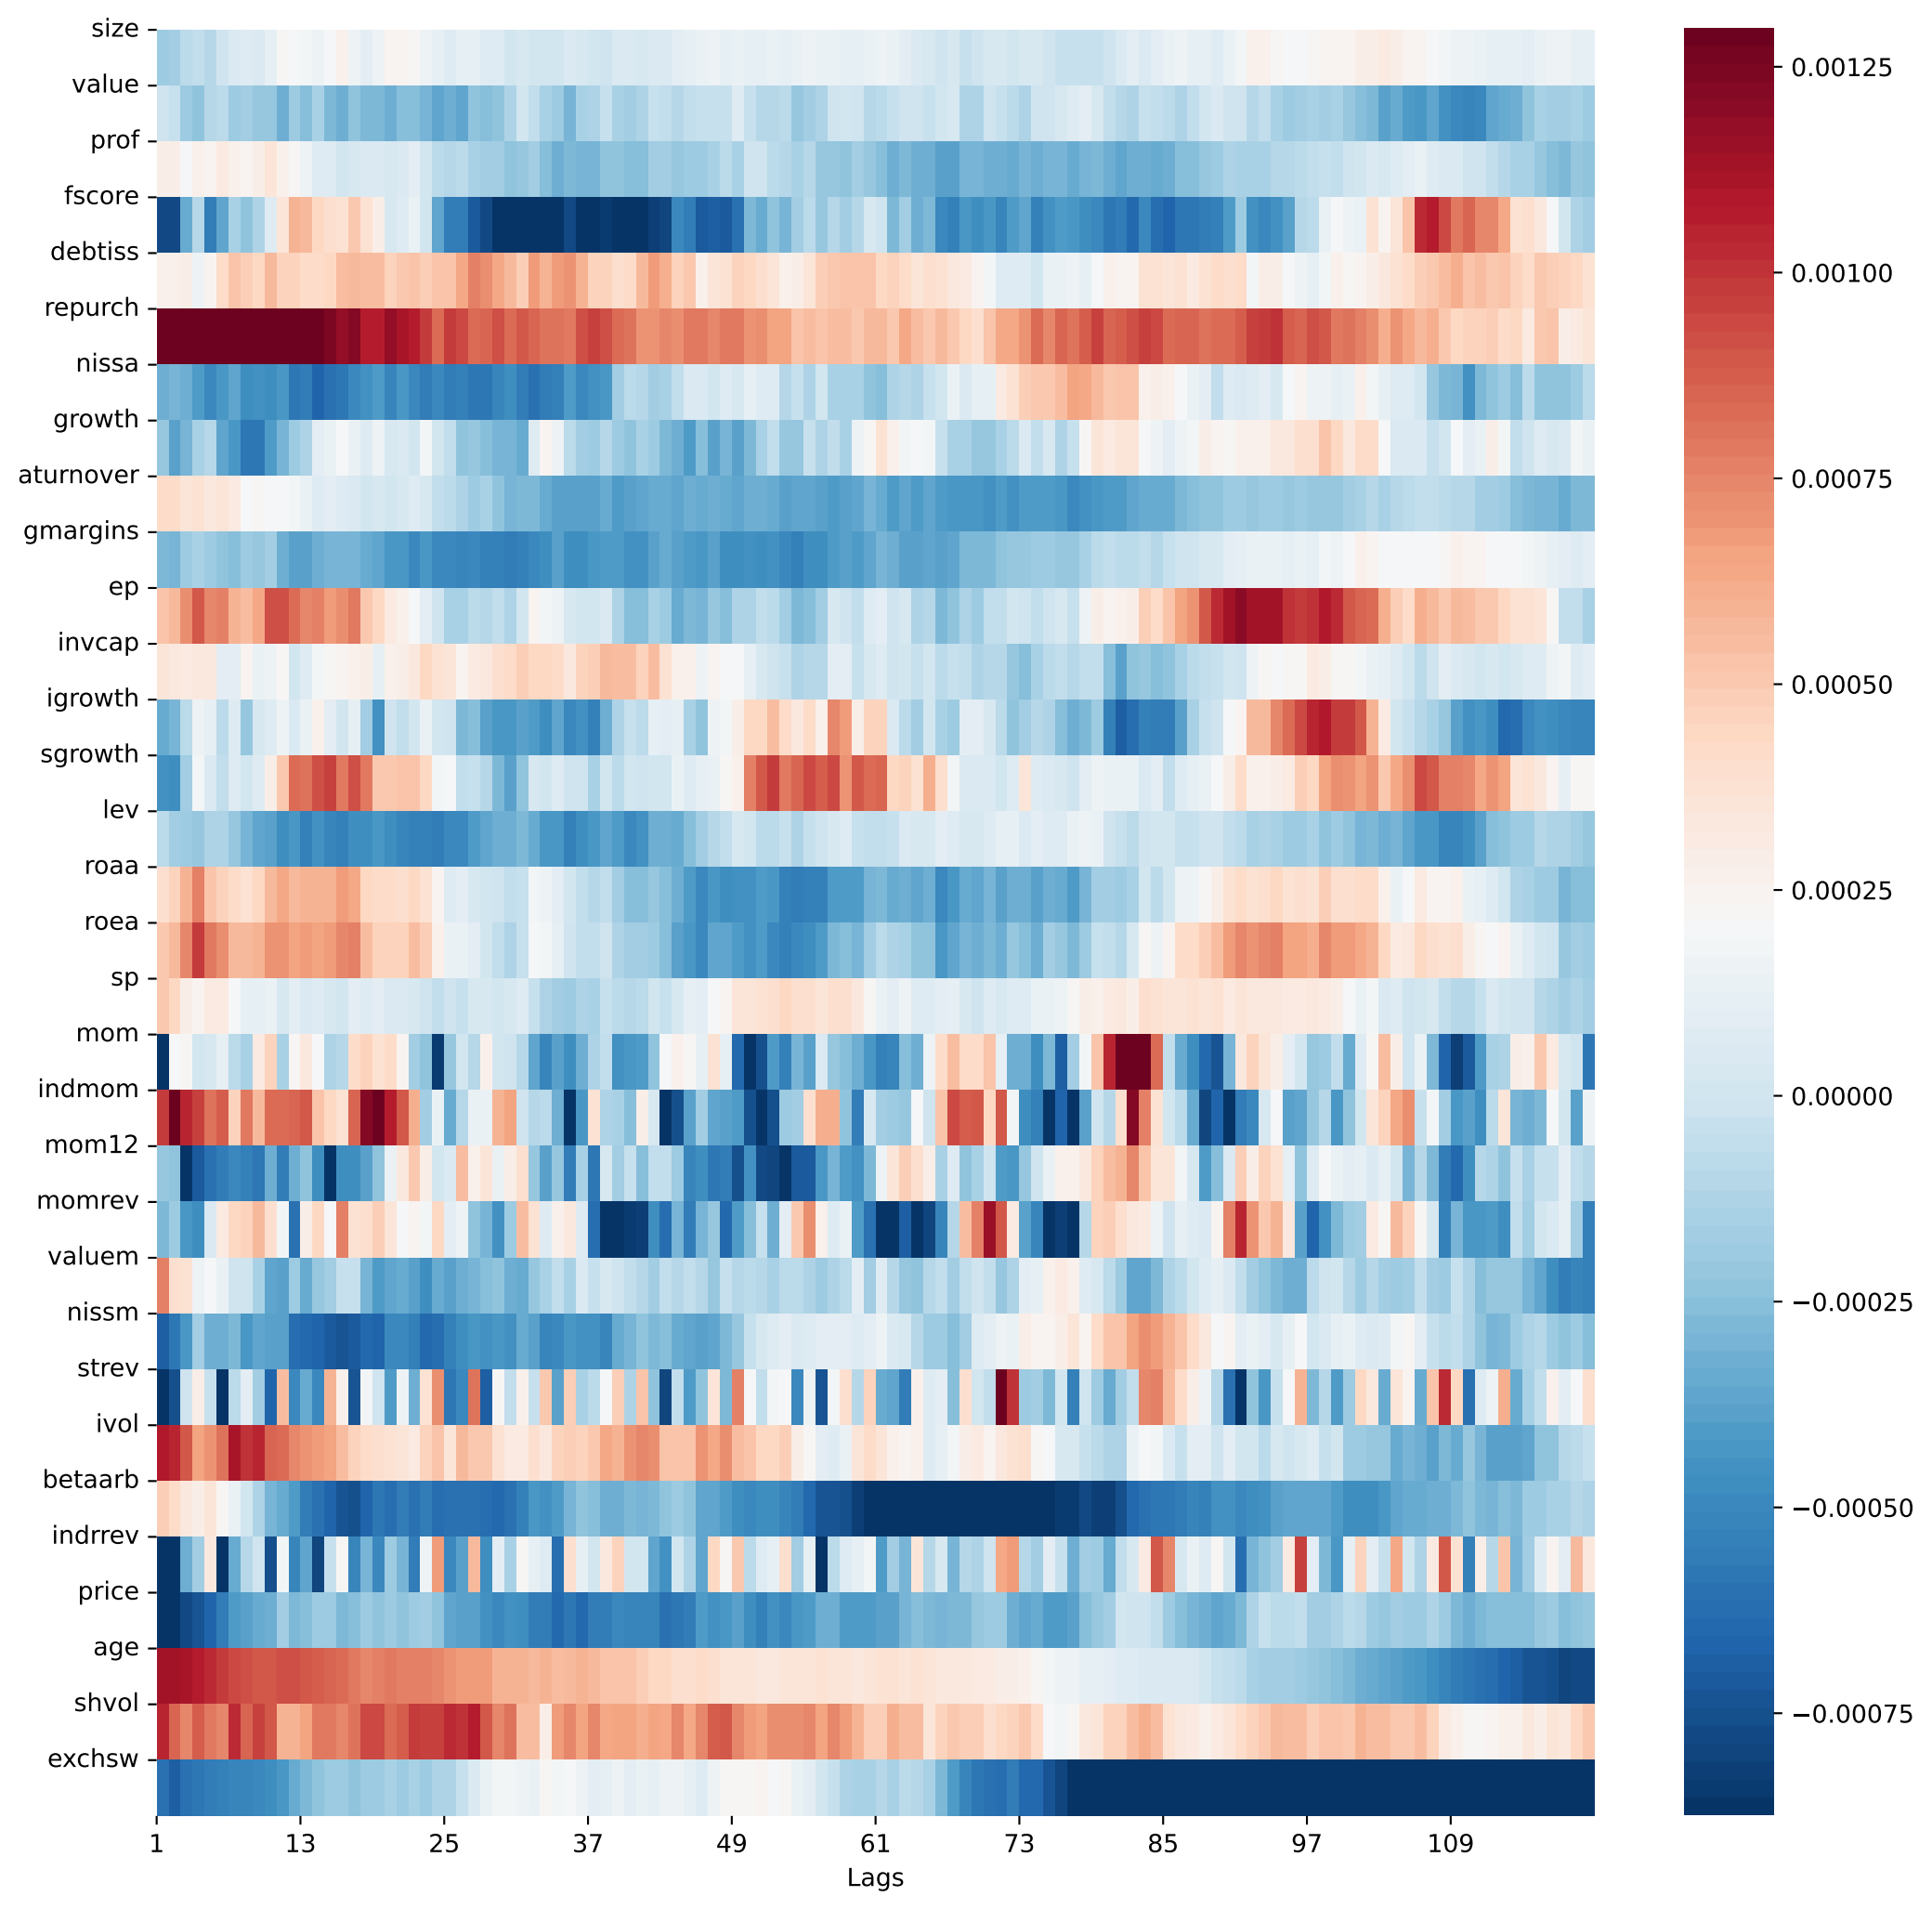 size
value
prof
fscore
debtiss
repurch
nissa
growth
aturnover
gmargins
ep
invcap
igrowth
sgrowth
lev
roaa
roea
sp
mom
indmom
mom12
momrev
valuem
nissm
strev
ivol
betaarb
indrrev
price
age
shvol
exchsw
1 13 25 37 49 61 73 85 97 109
Lags
0.00125
0.00100
0.00075
0.00050
0.00025
0.00000
−0.00025
−0.00050
−0.00075